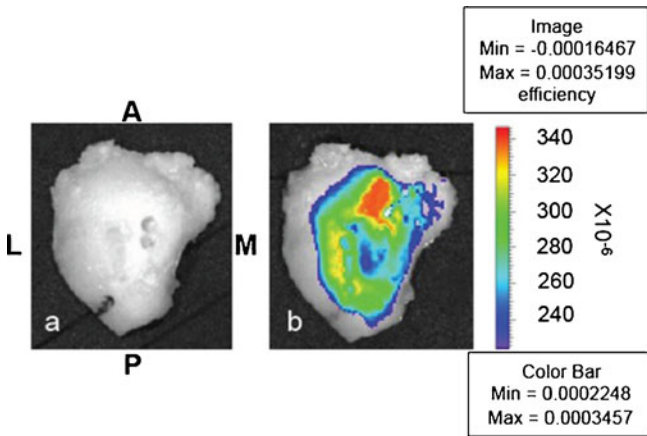 Image
Min = -0.00016467
Max = 0.00035199
efficiency
A
L
M
a
b
P
340
320
300
280
260
240
X10-6
Color Bar
Min = 0.0002248
Max = 0.0003457